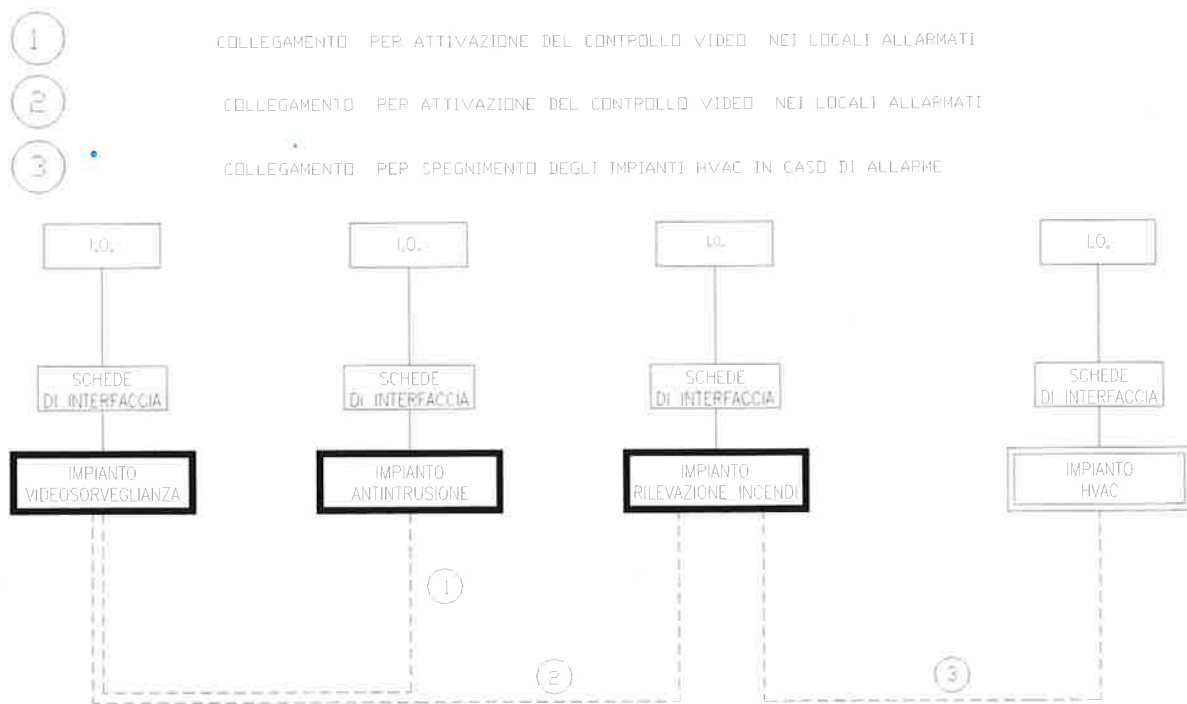 1 COLLEGAMENTO PER ATTIVAZIONE DEL CONTROLLO VIDEO NEI LOCALI ALLARMATI
2 COLLEGAMENTO PER ATTIVAZIONE DEL CONTROLLO VIDEO NEI LOCALI ALLARMATI
3 COLLEGAMENTO PER SPEGNIMENTO DEGLI IMPIANTI HVAC IN CASO DI ALLARME
I.O. I.O. I.O. I.O.
SCHEDE SCHEDE SCHEDE SCHEDE
DI INTERFACCIA DI INTERFACCIA DI INTERFACCIA DI INTERFACCIA
IMPIANTO IMPIANTO IMPIANTO IMPIANTO
VIDEOSORVEGLIANZA ANTINTRUSIONE RILEVAZIONE INCENDI HVAC
1
2 3